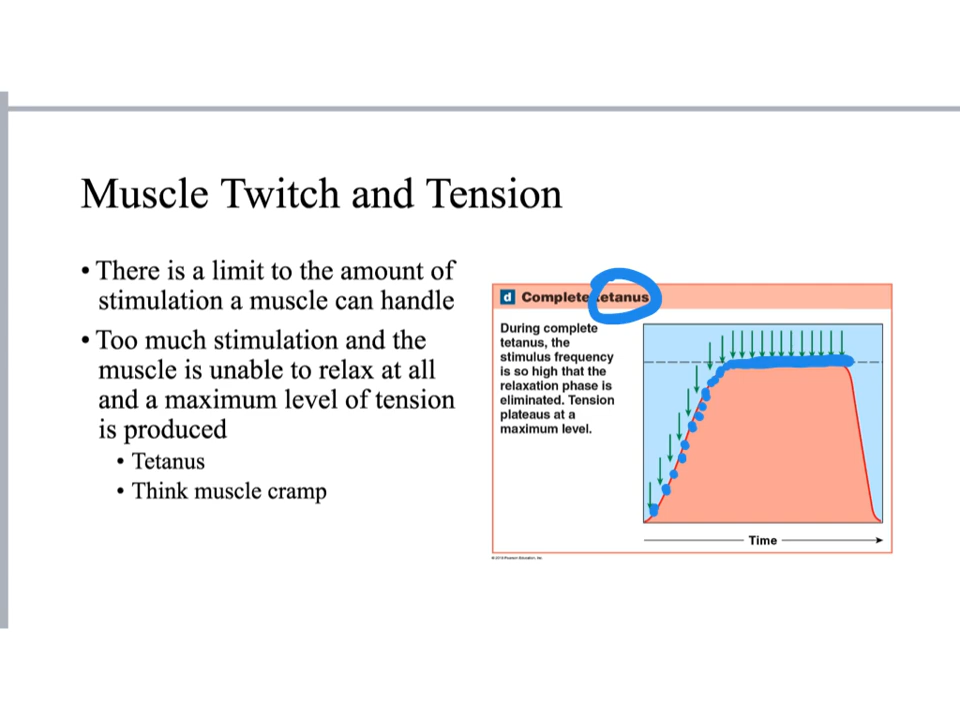 Muscle Twitch and Tension
• There is a limit to the amount of
stimulation a muscle can handle
• Too much stimulation and the
muscle is unable to relax at all
and a maximum level of tension
is produced
• Tetanus
• Think muscle cramp
d Complete tetanus
During complete
tetanus, the
stimulus frequency
is so high that the
relaxation phase is
eliminated. Tension
plateaus at a
maximum level.
Time